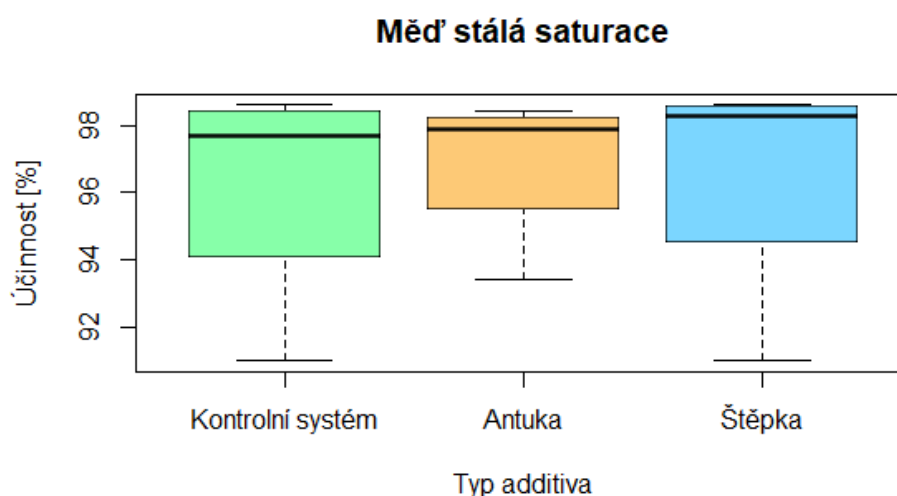 Měď stálá saturace
Účinnost [%]
98
96
94
92
Kontrolní systém
Antuka
Štěpka
Typ additiva